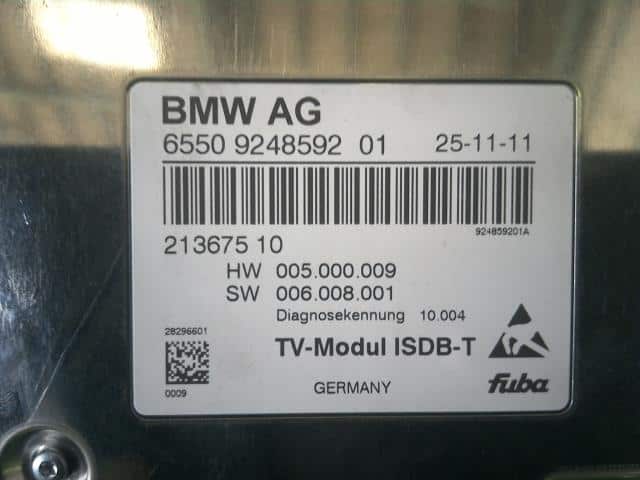 BMW AG
6550 9248592 01 25-11-11
924859201A
213675 10
HW 005.000.009
SW 006.008.001
Diagnosekennung 10.004
28296601
TV-Modul ISDB-T
0009
GERMANY
fuba